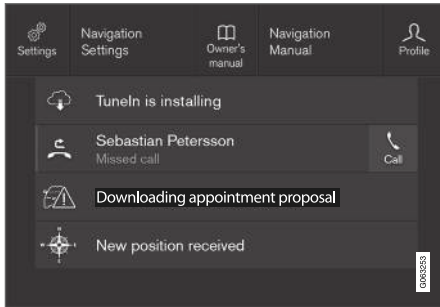 Settings
Navigation
Settings
Owner's
manual
Navigation
Manual
Profile
TuneIn is installing
Sebastian Petersson
Missed call
Call
Downloading appointment proposal
New position received
G063253